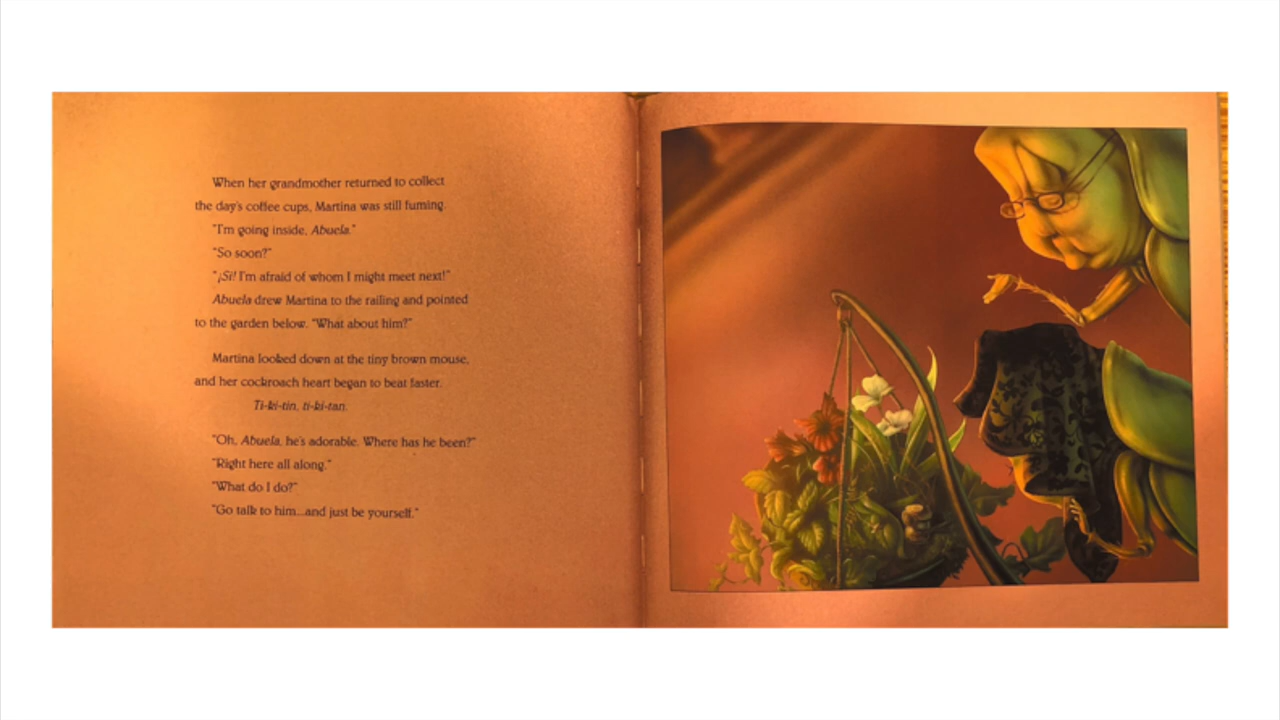 When her grandmother returned to collect
the day's coffee cups, Martina was still fuming.
"I'm going inside, Abuela."
"So soon?"
"¡Sí! I'm afraid of whom I might meet next!"
Abuela drew Martina to the railing and pointed
to the garden below. "What about him?"
Martina looked down at the tiny brown mouse,
and her cockroach heart began to beat faster.
Ti-ki-tin, ti-ki-tan.
"Oh, Abuela, he's adorable. Where has he been?"
"Right here all along."
"What do I do?"
"Go talk to him...and just be yourself."